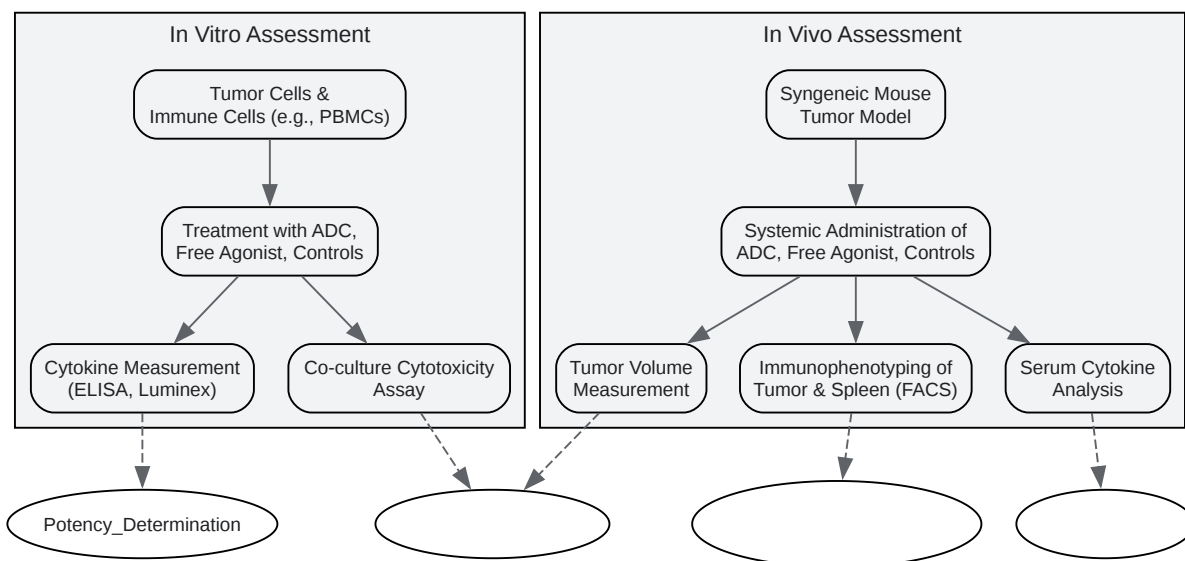 In Vitro Assessment
Tumor Cells &
Immune Cells (e.g., PBMCs)
Treatment with ADC,
Free Agonist, Controls
Cytokine Measurement
(ELISA, Luminex)
Co-culture Cytotoxicity
Assay
In Vivo Assessment
Syngeneic Mouse
Tumor Model
Systemic Administration of
ADC, Free Agonist, Controls
Tumor Volume
Measurement
Immunophenotyping of
Tumor & Spleen (FACS)
Serum Cytokine
Analysis
Potency_Determination